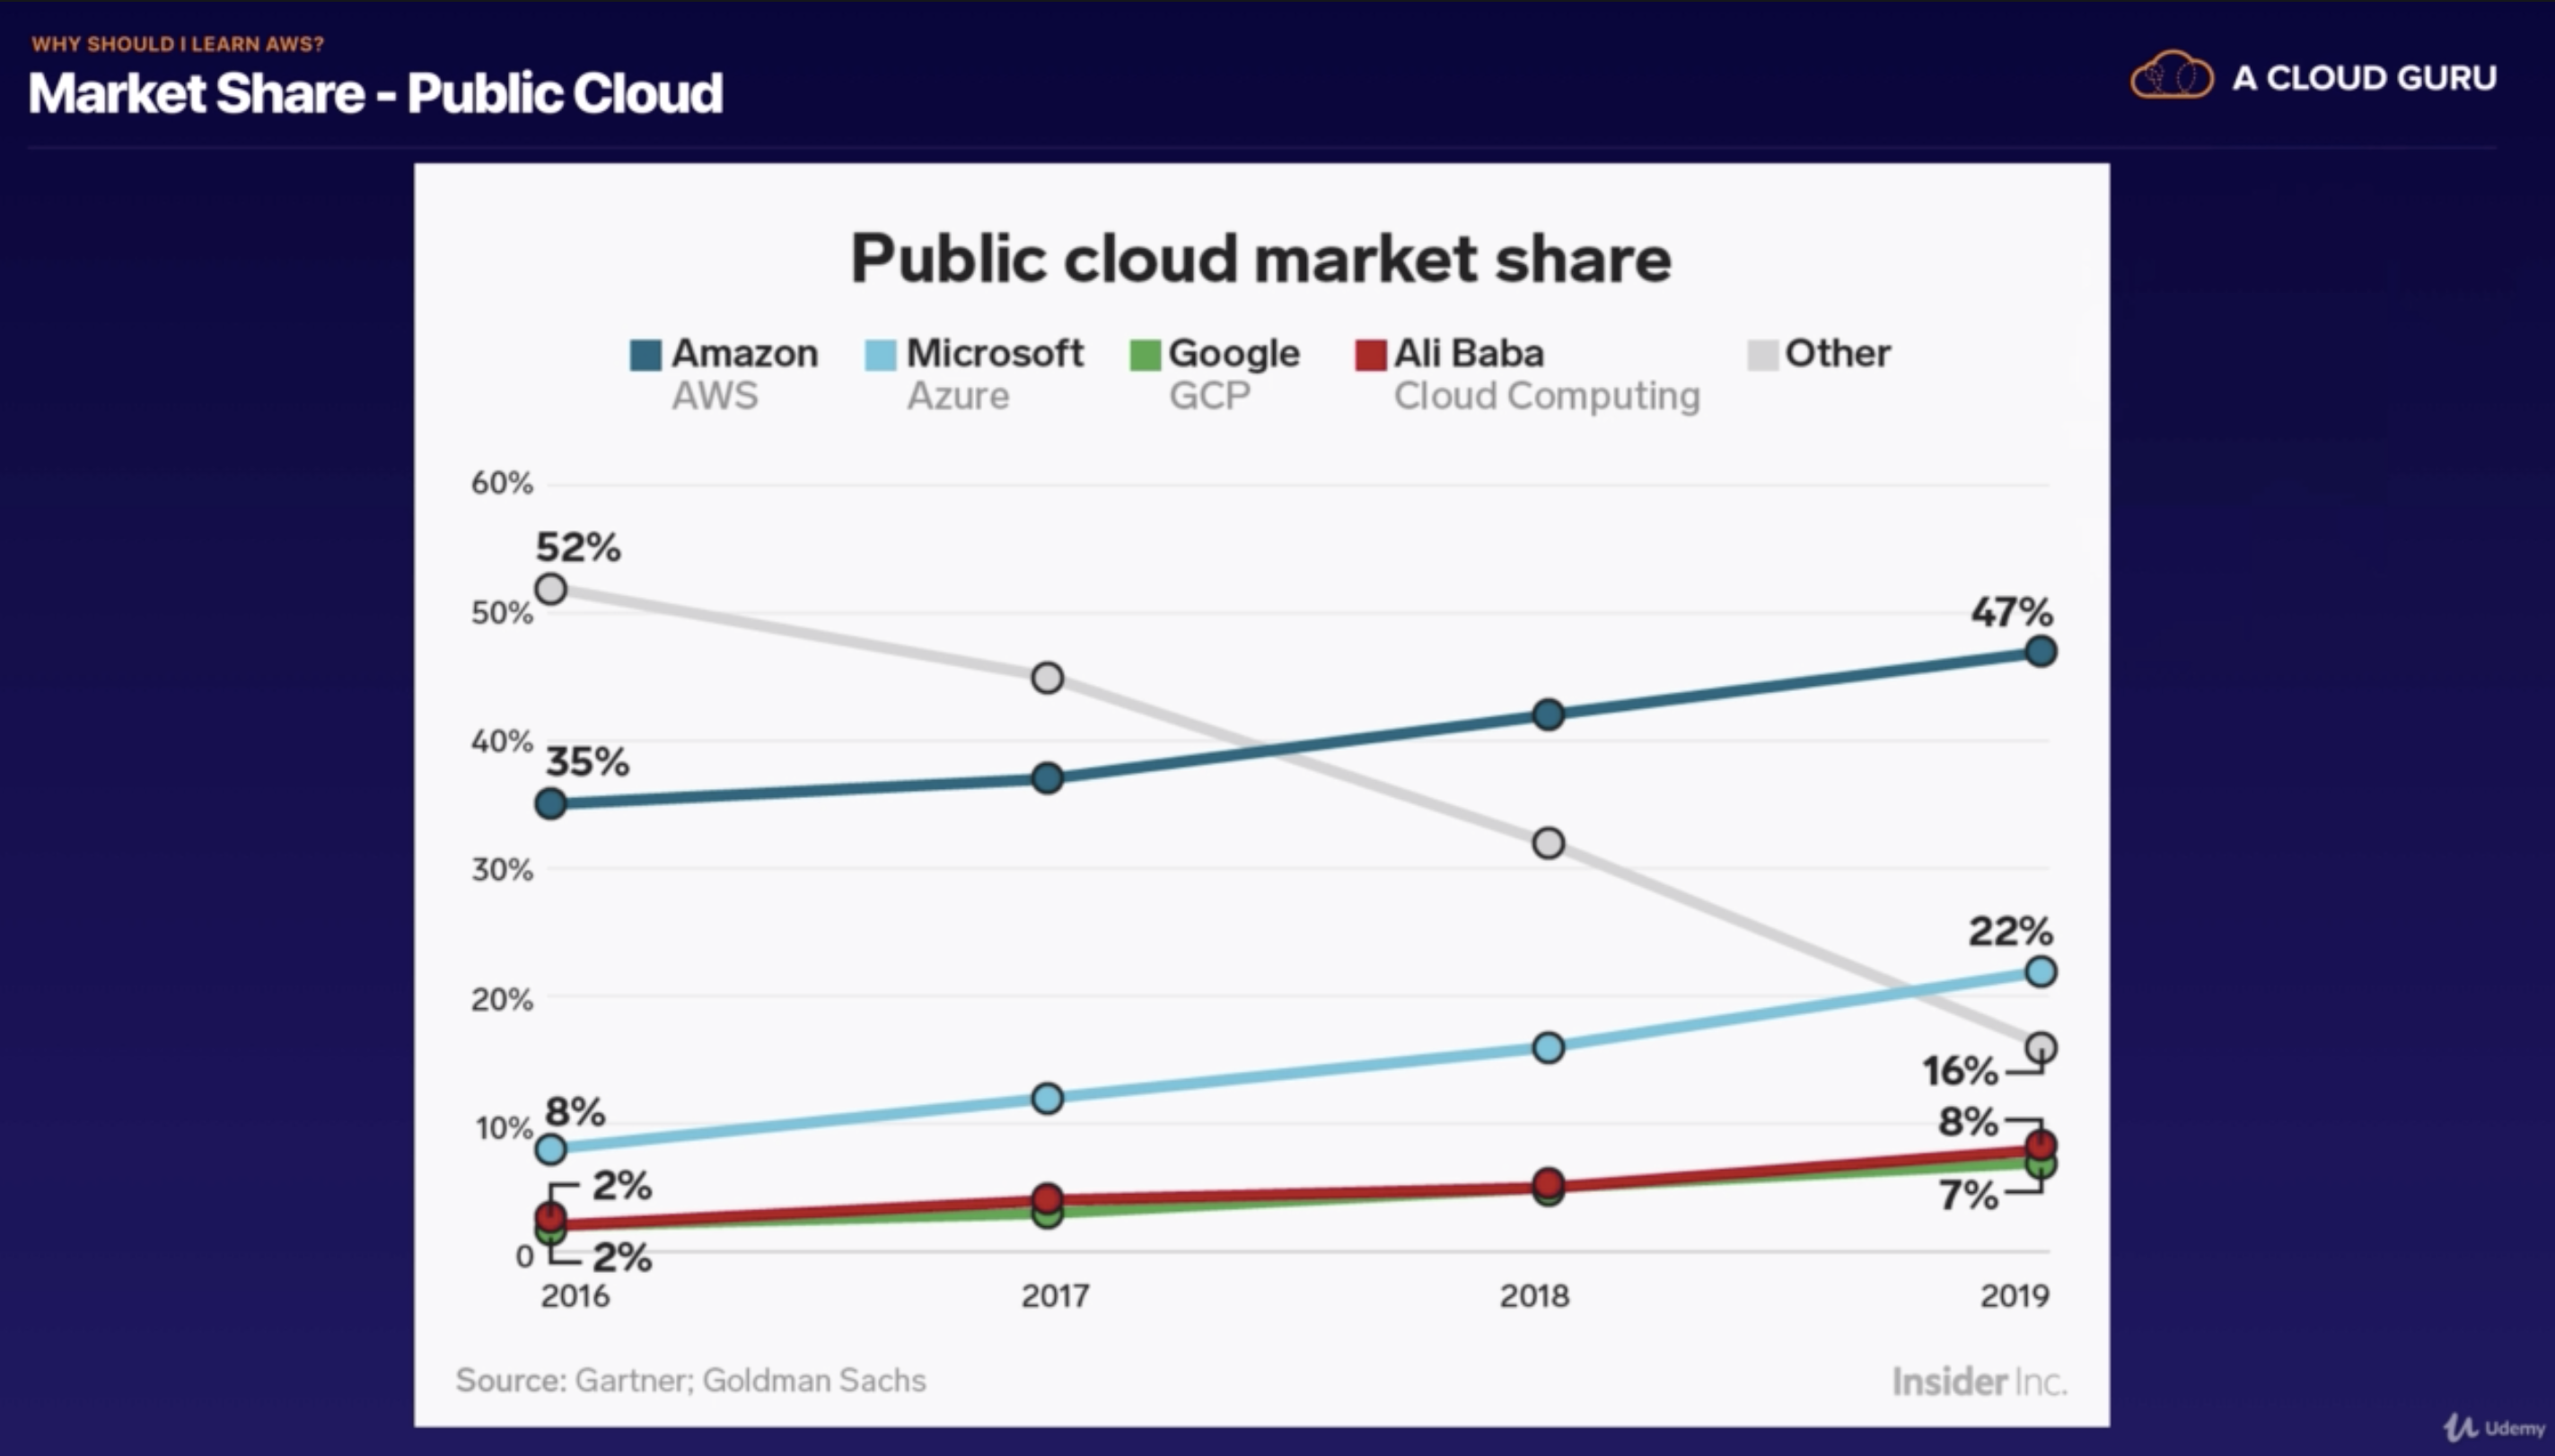 WHY SHOULD I LEARN AWS?
Market Share - Public Cloud
A CLOUD GURU
Public cloud market share
Amazon Microsoft Google Ali Baba Other
AWS Azure GCP Cloud Computing
60%
52%
50%
47%
40%
35%
30%
22%
20%
16%
8%
10%
8%
2%
7%
0
2%
2016 2017 2018 2019
Source: Gartner; Goldman Sachs
Insider Inc.
Udemy